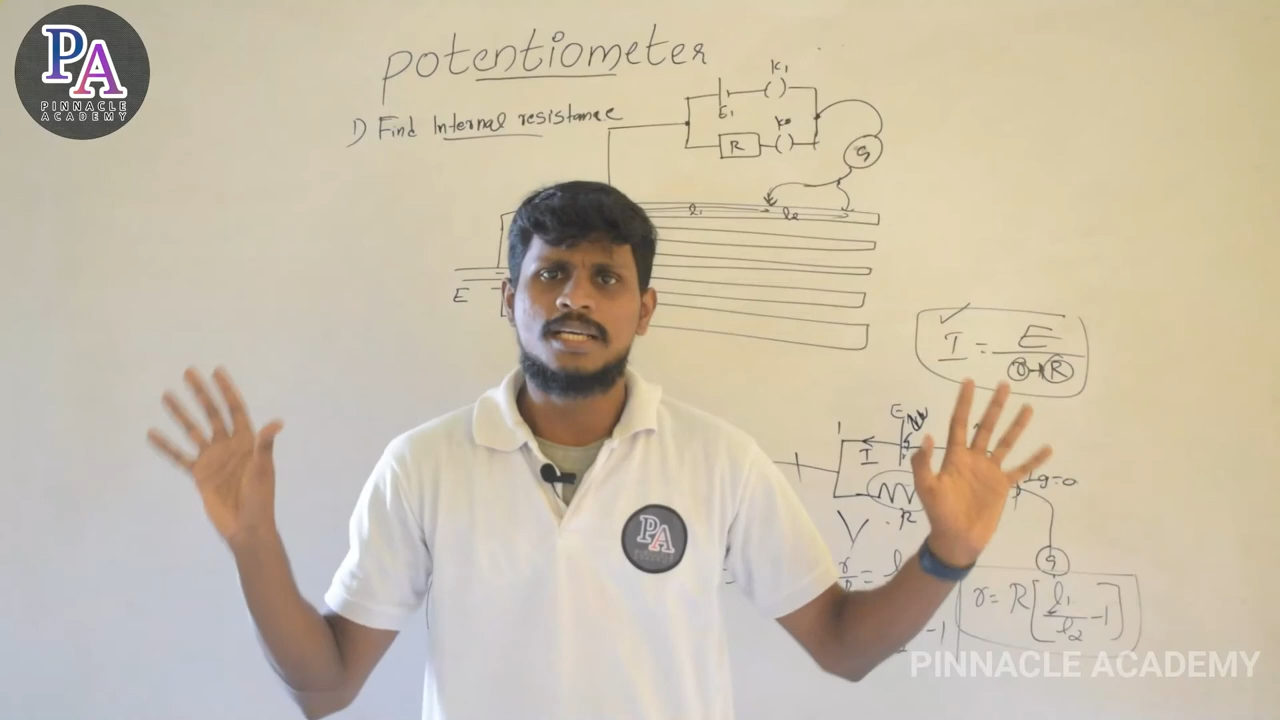 PA
PINNACLE
ACADEMY
potentiometer
1) Find Internal resistance
K1
E1
R
G
l1
l2
E
I = E
r+R
E
I
R
V
Ig=0
G
r = R[l1/l2 -1]
-1
PA
PINNACLE ACADEMY